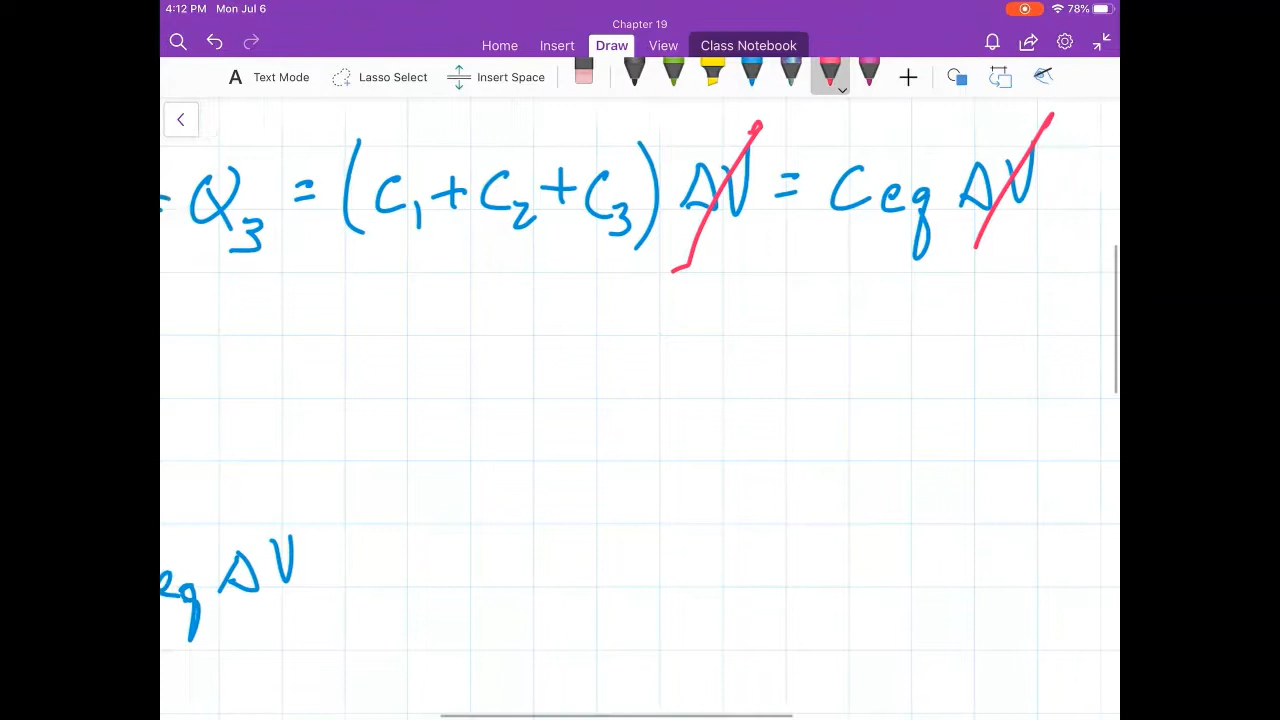 4:12 PM Mon Jul 6 78%
Chapter 19
Home Insert Draw View Class Notebook
A Text Mode Lasso Select Insert Space
+ Q₃ = (C₁ + C₂ + C₃) ΔV = Ceq ΔV
eq ΔV